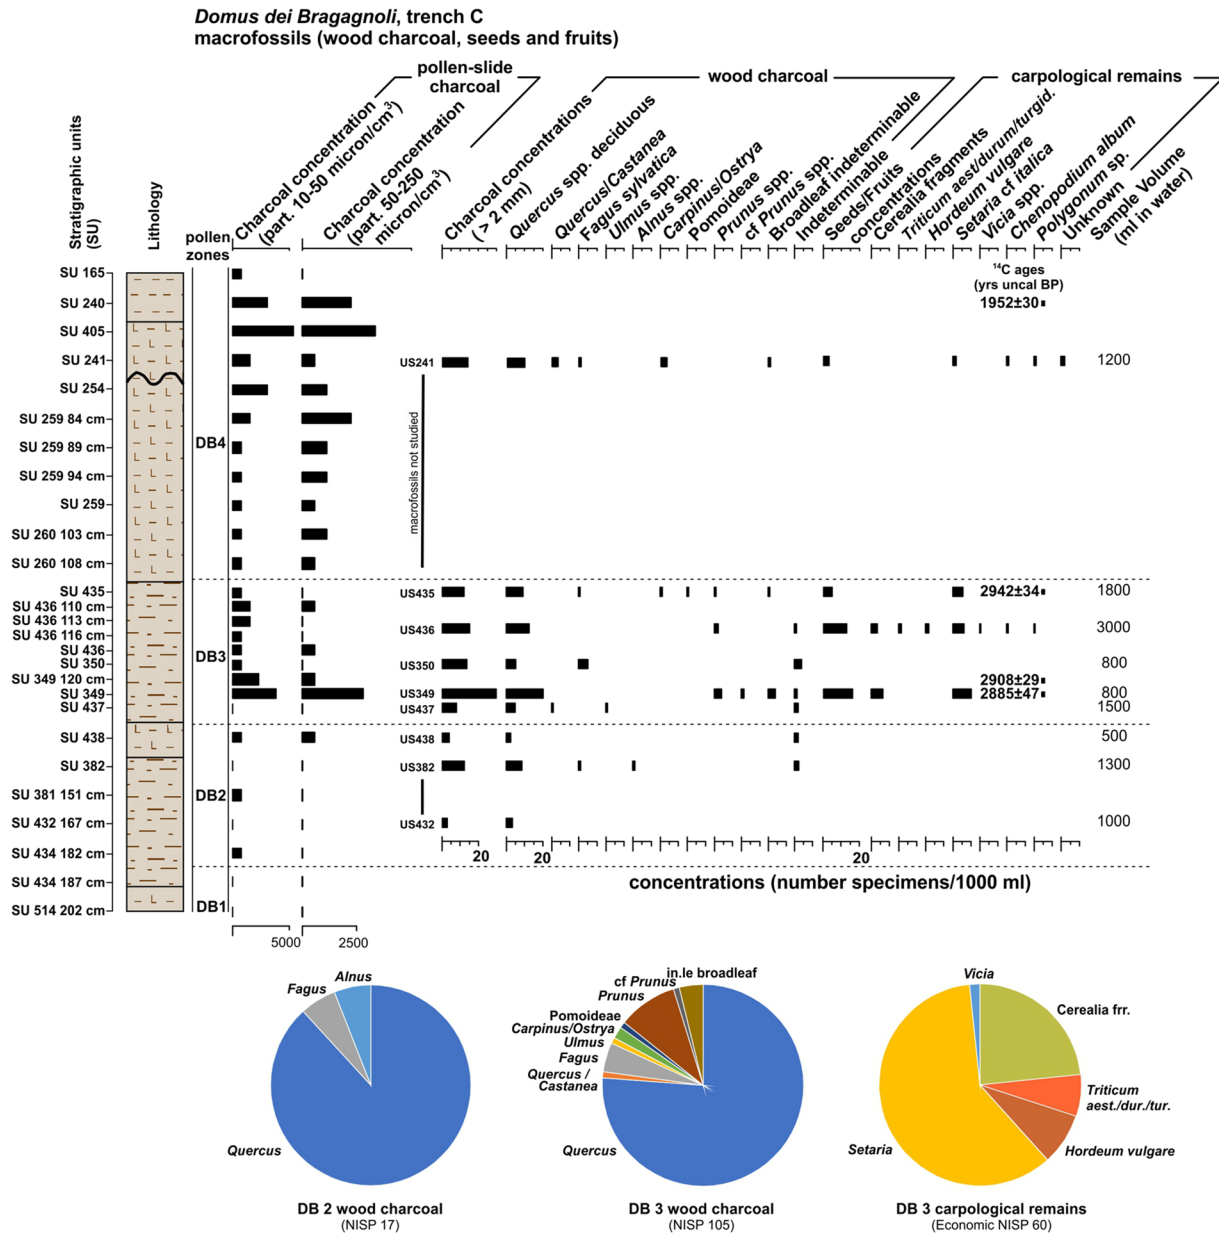 Domus dei Bragagnoli, trench C
macrofossils (wood charcoal, seeds and fruits)
pollen-slide
charcoal
wood charcoal
carpological remains
Stratigraphic units
(SU)
Lithology
pollen
zones
Charcoal concentration
(part. 10-50 micron/cm³)
Charcoal concentration
(part. 50-250
micron/cm³)
Charcoal concentrations
(> 2 mm)
Quercus spp. deciduous
Quercus/Castanea
Fagus sylvatica
Ulmus spp.
Alnus spp.
Carpinus/Ostrya
Pomoideae
Prunus spp.
cf Prunus spp.
Broadleaf indeterminable
Indeterminable
Seeds/Fruits
concentrations
Cerealia fragments
Triticum aest/durum/turgid.
Hordeum vulgare
Setaria cf italica
Vicia spp.
Chenopodium album
Polygonum sp.
Unknown
Sample Volume
(ml in water)
¹⁴C ages
(yrs uncal BP)
SU 165
SU 240
1952±30
SU 405
SU 241
US241
1200
SU 254
SU 259 84 cm
SU 259 89 cm
DB4
SU 259 94 cm
macrofossils not studied
SU 259
SU 260 103 cm
SU 260 108 cm
SU 435
US435
2942±34
1800
SU 436 110 cm
SU 436 113 cm
SU 436 116 cm
US436
3000
SU 436
DB3
SU 350
US350
800
SU 349 120 cm
2908±29
SU 349
US349
2885±47
800
SU 437
US437
1500
SU 438
US438
500
SU 382
US382
1300
SU 381 151 cm
DB2
SU 432 167 cm
US432
1000
SU 434 182 cm
20
20
20
SU 434 187 cm
concentrations (number specimens/1000 ml)
SU 514 202 cm
DB1
5000
2500
Alnus
Fagus
Quercus
DB 2 wood charcoal
(NISP 17)
in.le broadleaf
cf Prunus
Prunus
Pomoideae
Carpinus/Ostrya
Ulmus
Fagus
Quercus /
Castanea
Quercus
DB 3 wood charcoal
(NISP 105)
Vicia
Cerealia frr.
Triticum
aest./dur./tur.
Hordeum vulgare
Setaria
DB 3 carpological remains
(Economic NISP 60)